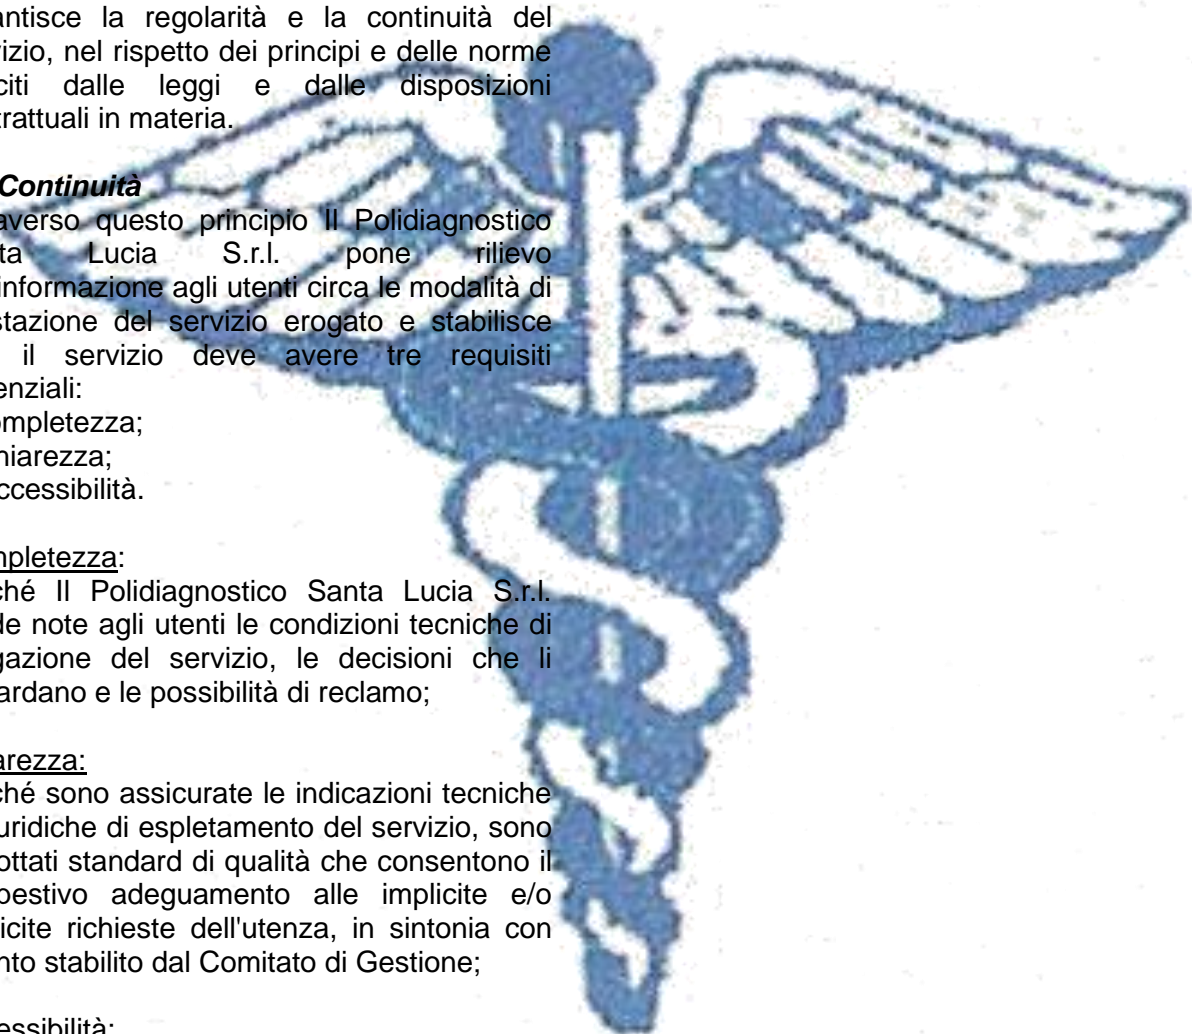 antisce la regolarità e la continuità del
vizio, nel rispetto dei principi e delle norme
citi dalle leggi e dalle disposizioni
trattuali in materia.
Continuità
averso questo principio Il Polidiagnostico
ta Lucia S.r.l. pone rilievo
informazione agli utenti circa le modalità di
stazione del servizio erogato e stabilisce
il servizio deve avere tre requisiti
enziali:
ompletezza;
hiarezza;
ccessibilità.
mpletezza:
ché Il Polidiagnostico Santa Lucia S.r.l.
de note agli utenti le condizioni tecniche di
gazione del servizio, le decisioni che li
ardano e le possibilità di reclamo;
arezza:
ché sono assicurate le indicazioni tecniche
uridiche di espletamento del servizio, sono
ottati standard di qualità che consentono il
pestivo adeguamento alle implicite e/o
icite richieste dell'utenza, in sintonia con
nto stabilito dal Comitato di Gestione;
essibilità: